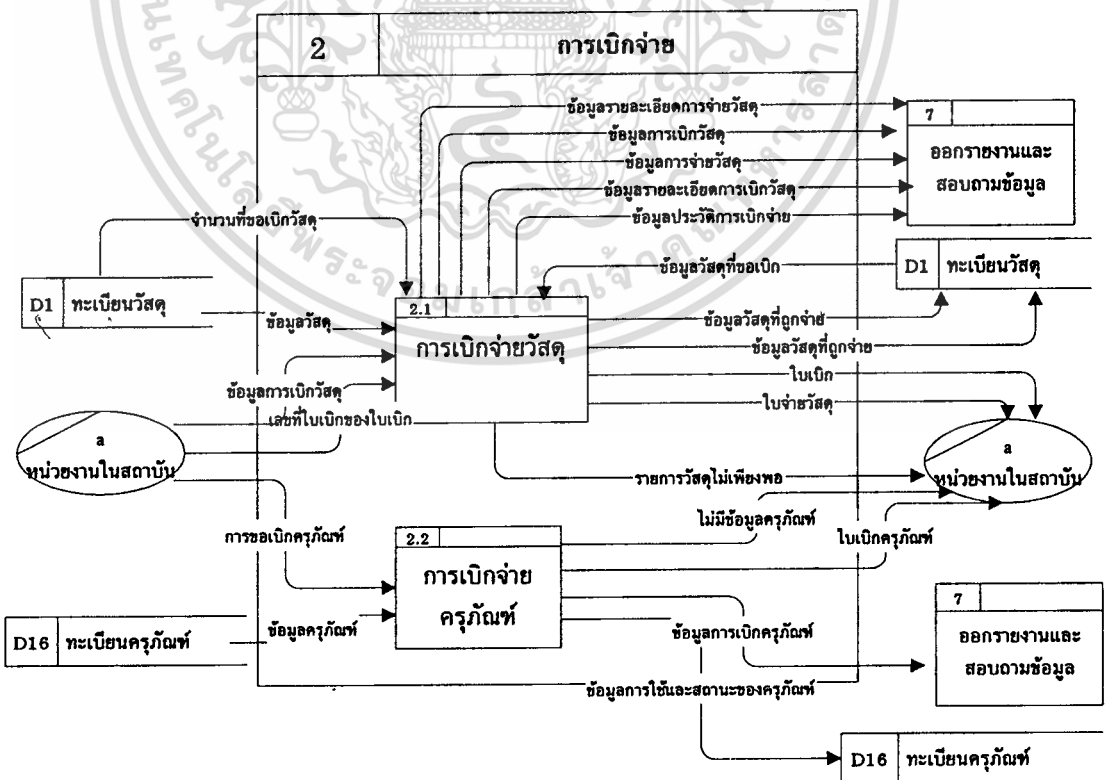 2
การเบิกจ่าย
ข้อมูลรายละเอียดการจ่ายวัสดุ
ข้อมูลการเบิกวัสดุ
ข้อมูลการจ่ายวัสดุ
ข้อมูลรายละเอียดการเบิกวัสดุ
ข้อมูลประวัติการเบิกจ่าย
7
ออกรายงานและ
สอบถามข้อมูล
จำนวนที่ขอเบิกวัสดุ
ข้อมูลวัสดุที่ขอเบิก
D1 ทะเบียนวัสดุ
D1 ทะเบียนวัสดุ
2.1
การเบิกจ่ายวัสดุ
ข้อมูลวัสดุ
ข้อมูลวัสดุที่ถูกจ่าย
ข้อมูลวัสดุที่ถูกจ่าย
ใบเบิก
ใบจ่ายวัสดุ
ข้อมูลการเบิกวัสดุ
เลขที่ใบเบิกของใบเบิก
a
หน่วยงานในสถาบัน
a
หน่วยงานในสถาบัน
รายการวัสดุไม่เพียงพอ
ไม่มีข้อมูลครุภัณฑ์
ใบเบิกครุภัณฑ์
การขอเบิกครุภัณฑ์
2.2
การเบิกจ่าย
ครุภัณฑ์
D16 ทะเบียนครุภัณฑ์
ข้อมูลครุภัณฑ์
ข้อมูลการเบิกครุภัณฑ์
7
ออกรายงานและ
สอบถามข้อมูล
ข้อมูลการใช้และสถานะของครุภัณฑ์
D16 ทะเบียนครุภัณฑ์